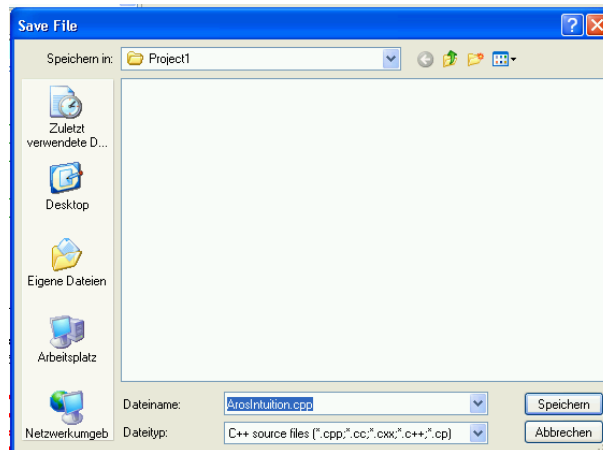 Save File
Speichern in:
Project1
Zuletzt
verwendete D...
Desktop
Eigene Dateien
Arbeitsplatz
Netzwerkumgeb
Dateiname:
ArosIntuition.cpp
Speichern
Dateityp:
C++ source files (*.cpp;*.cc;*.cxx;*.c++;*.cp)
Abbrechen